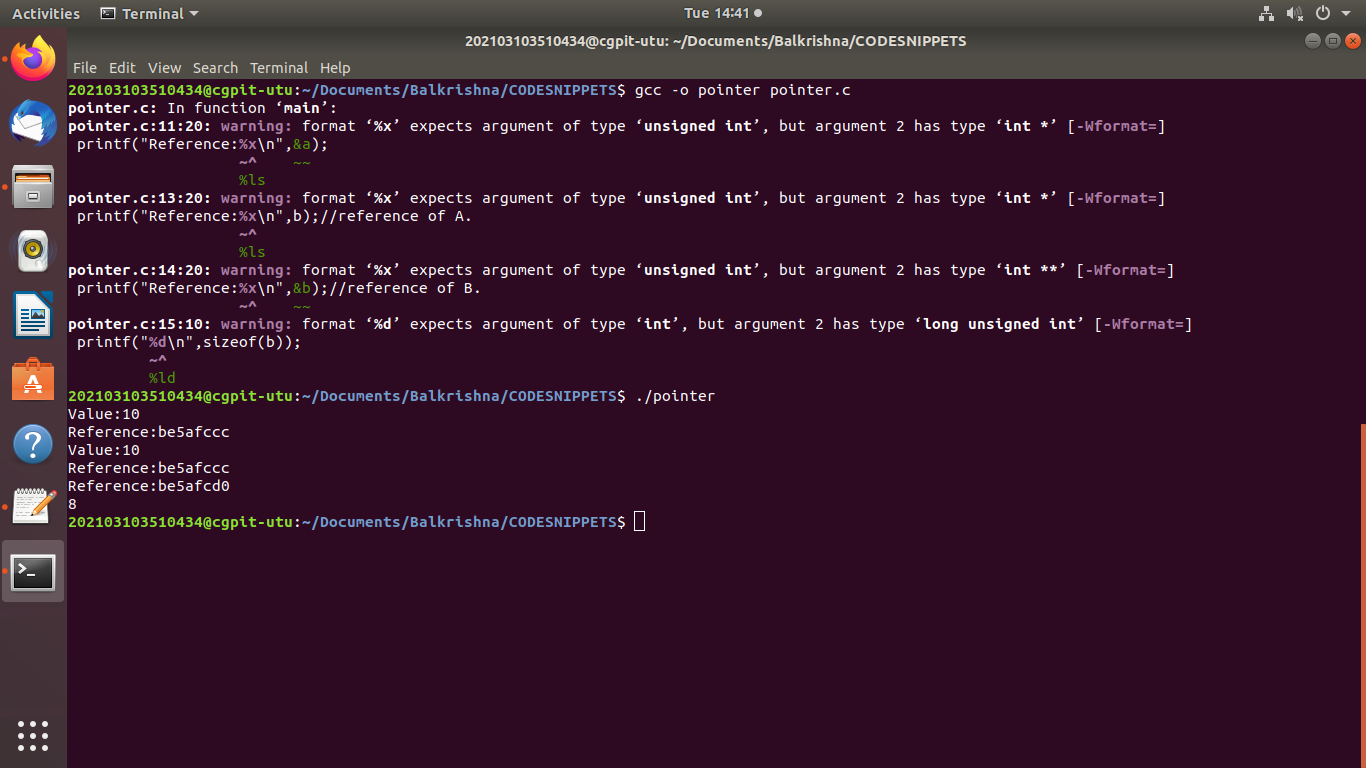 Activities Terminal Tue 14:41
202103103510434@cgpit-utu: ~/Documents/Balkrishna/CODESNIPPETS
File Edit View Search Terminal Help
202103103510434@cgpit-utu:~/Documents/Balkrishna/CODESNIPPETS$ gcc -o pointer pointer.c
pointer.c: In function ‘main’:
pointer.c:11:20: warning: format ‘%x’ expects argument of type ‘unsigned int’, but argument 2 has type ‘int *’ [-Wformat=]
 printf("Reference:%x\n",&a);
                   ~^    ~~
                   %ls
pointer.c:13:20: warning: format ‘%x’ expects argument of type ‘unsigned int’, but argument 2 has type ‘int *’ [-Wformat=]
 printf("Reference:%x\n",b);//reference of A.
                   ~^
                   %ls
pointer.c:14:20: warning: format ‘%x’ expects argument of type ‘unsigned int’, but argument 2 has type ‘int **’ [-Wformat=]
 printf("Reference:%x\n",&b);//reference of B.
                   ~^    ~~
pointer.c:15:10: warning: format ‘%d’ expects argument of type ‘int’, but argument 2 has type ‘long unsigned int’ [-Wformat=]
 printf("%d\n",sizeof(b));
         ~^
         %ld
202103103510434@cgpit-utu:~/Documents/Balkrishna/CODESNIPPETS$ ./pointer
Value:10
Reference:be5afccc
Value:10
Reference:be5afccc
Reference:be5afcd0
8
202103103510434@cgpit-utu:~/Documents/Balkrishna/CODESNIPPETS$